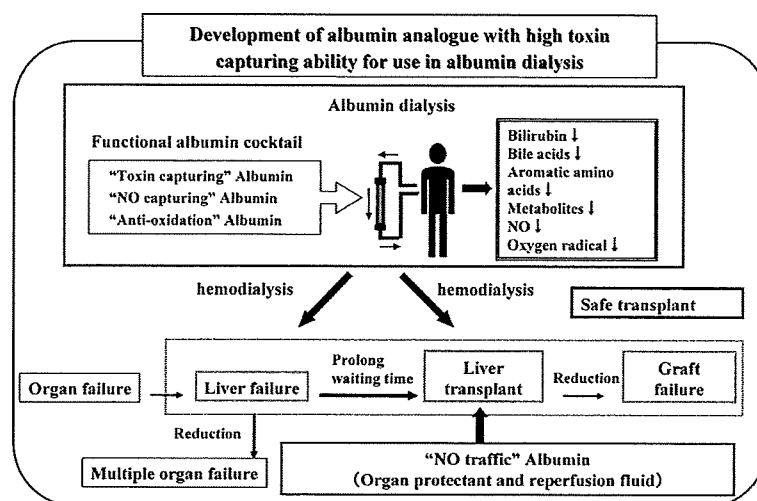 Development of albumin analogue with high toxin
capturing ability for use in albumin dialysis
Albumin dialysis
Functional albumin cocktail
"Toxin capturing" Albumin
"NO capturing" Albumin
"Anti-oxidation" Albumin
Bilirubin ↓
Bile acids ↓
Aromatic amino
acids ↓
Metabolites ↓
NO ↓
Oxygen radical ↓
hemodialysis
hemodialysis
Safe transplant
Organ failure
Liver failure
Prolong
waiting time
Liver
transplant
Reduction
Graft
failure
Reduction
Multiple organ failure
"NO traffic" Albumin
(Organ protectant and reperfusion fluid)